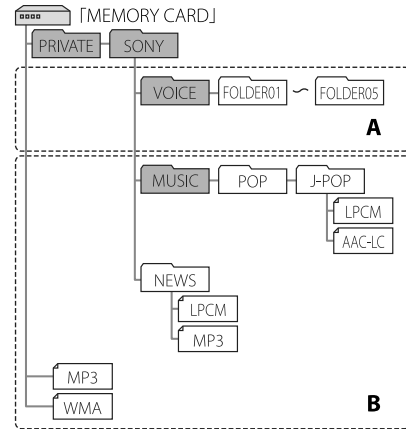 「MEMORY CARD」
PRIVATE SONY
VOICE FOLDER01 ～ FOLDER05
A
MUSIC POP J-POP
LPCM
AAC-LC
NEWS
LPCM
MP3
MP3
WMA
B